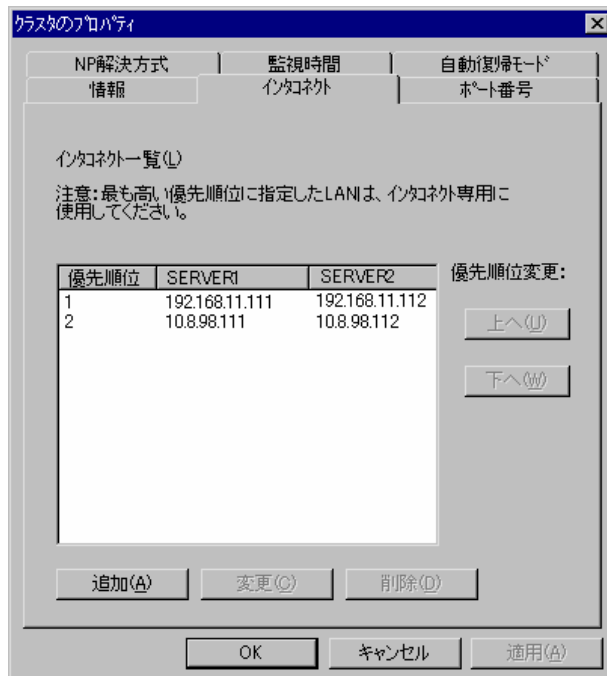 クラスタのプロパティ
NP解決方式 監視時間 自動復帰モード
情報 インタコネクト ポート番号
インタコネクト一覧(L)
注意:最も高い優先順位に指定したLANは、インタコネクト専用に
使用してください。
優先順位 SERVER1 SERVER2 優先順位変更:
1 192.168.11.111 192.168.11.112
2 10.8.98.111 10.8.98.112
上へ(U)
下へ(W)
追加(A) 変更(C) 削除(D)
OK キャンセル 適用(A)